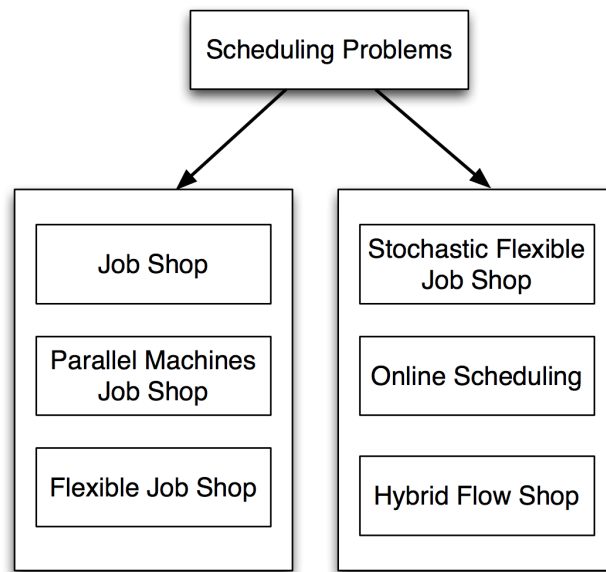 Scheduling Problems
Job Shop
Parallel Machines
Job Shop
Flexible Job Shop
Stochastic Flexible
Job Shop
Online Scheduling
Hybrid Flow Shop